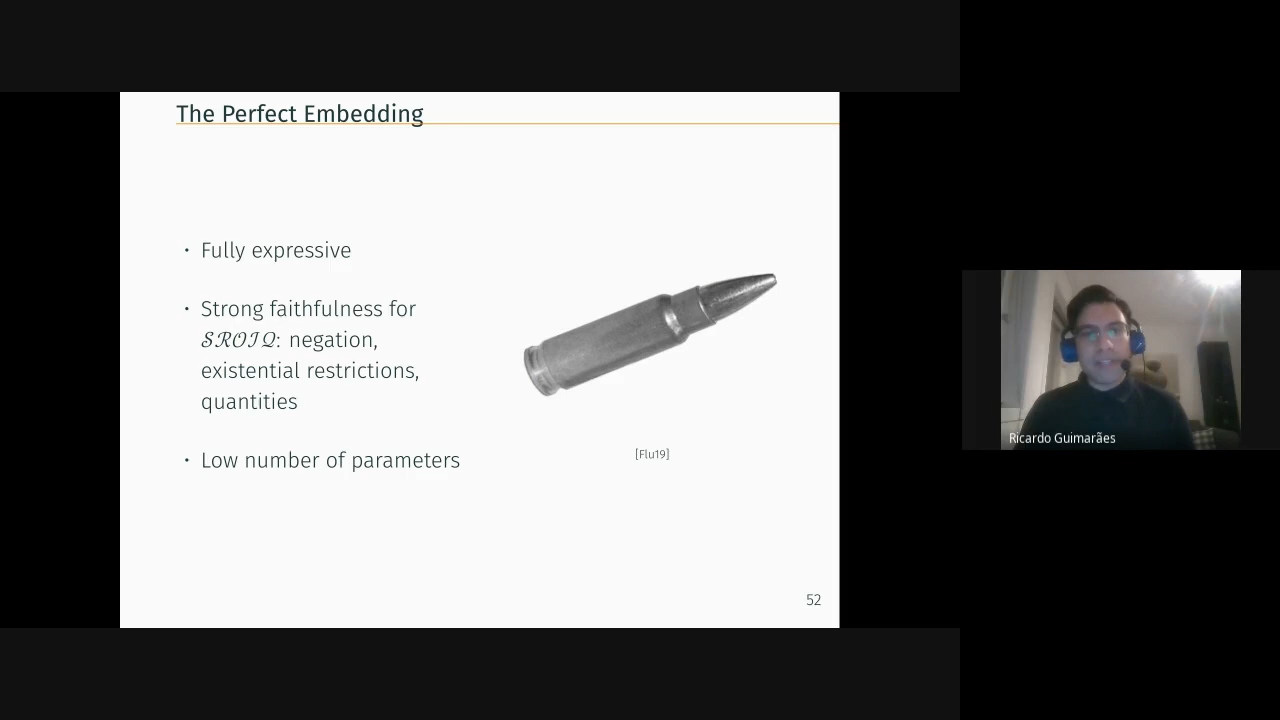 The Perfect Embedding
• Fully expressive
• Strong faithfulness for
𝒮ℛ𝒪ℐ𝒬: negation,
existential restrictions,
quantities
• Low number of parameters
[Flu19]
52
Ricardo Guimarães